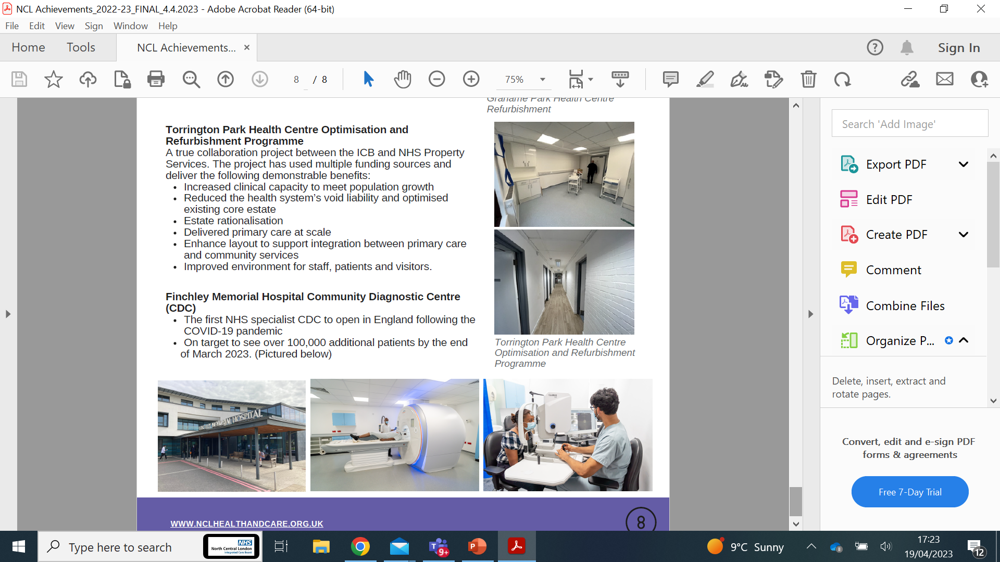 NCL Achievements_2022-23_FINAL_4.4.2023 - Adobe Acrobat Reader (64-bit)
File Edit View Sign Window Help
Home Tools NCL Achievements... × Sign In
8 / 8 75%
Grahame Park Health Centre
Refurbishment
Torrington Park Health Centre Optimisation and
Refurbishment Programme
A true collaboration project between the ICB and NHS Property
Services. The project has used multiple funding sources and
deliver the following demonstrable benefits:
• Increased clinical capacity to meet population growth
• Reduced the health system's void liability and optimised
existing core estate
• Estate rationalisation
• Delivered primary care at scale
• Enhance layout to support integration between primary care
and community services
• Improved environment for staff, patients and visitors.
Finchley Memorial Hospital Community Diagnostic Centre
(CDC)
• The first NHS specialist CDC to open in England following the
COVID-19 pandemic
• On target to see over 100,000 additional patients by the end
of March 2023. (Pictured below)
Torrington Park Health Centre
Optimisation and Refurbishment
Programme
MEMORIAL HOSPITAL
CLARUS
WWW.NCLHEALTHANDCARE.ORG.UK
8
Search 'Add Image'
Export PDF
Edit PDF
Create PDF
Comment
Combine Files
Organize P...
Delete, insert, extract and
rotate pages.
Convert, edit and e-sign PDF
forms & agreements
Free 7-Day Trial
Type here to search
NHS
North Central London
Integrated Care Board
T 9+
P
9°C Sunny
17:23
19/04/2023
12